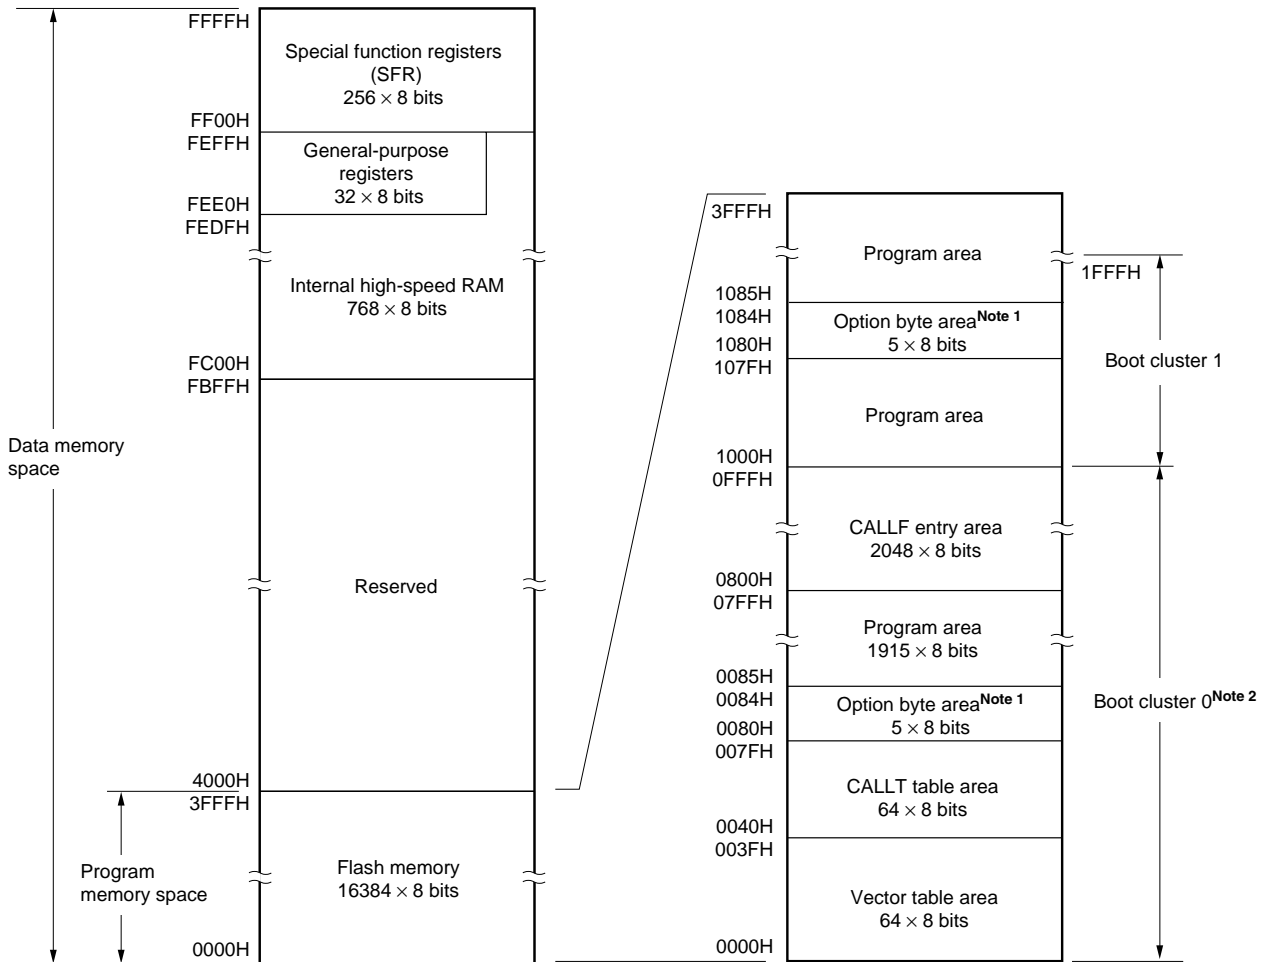 FFFFH
Special function registers
(SFR)
256 × 8 bits
FF00H
FEFFH
General-purpose
registers
32 × 8 bits
FEE0H
FEDFH
Internal high-speed RAM
768 × 8 bits
FC00H
FBFFH
Data memory
space
Reserved
4000H
3FFFH
Program
memory space
Flash memory
16384 × 8 bits
0000H
3FFFH
Program area
1FFFH
1085H
1084H
Option byte areaNote 1
5 × 8 bits
1080H
107FH
Boot cluster 1
Program area
1000H
0FFFH
CALLF entry area
2048 × 8 bits
0800H
07FFH
Program area
1915 × 8 bits
0085H
0084H
Option byte areaNote 1
5 × 8 bits
Boot cluster 0Note 2
0080H
007FH
CALLT table area
64 × 8 bits
0040H
003FH
Vector table area
64 × 8 bits
0000H